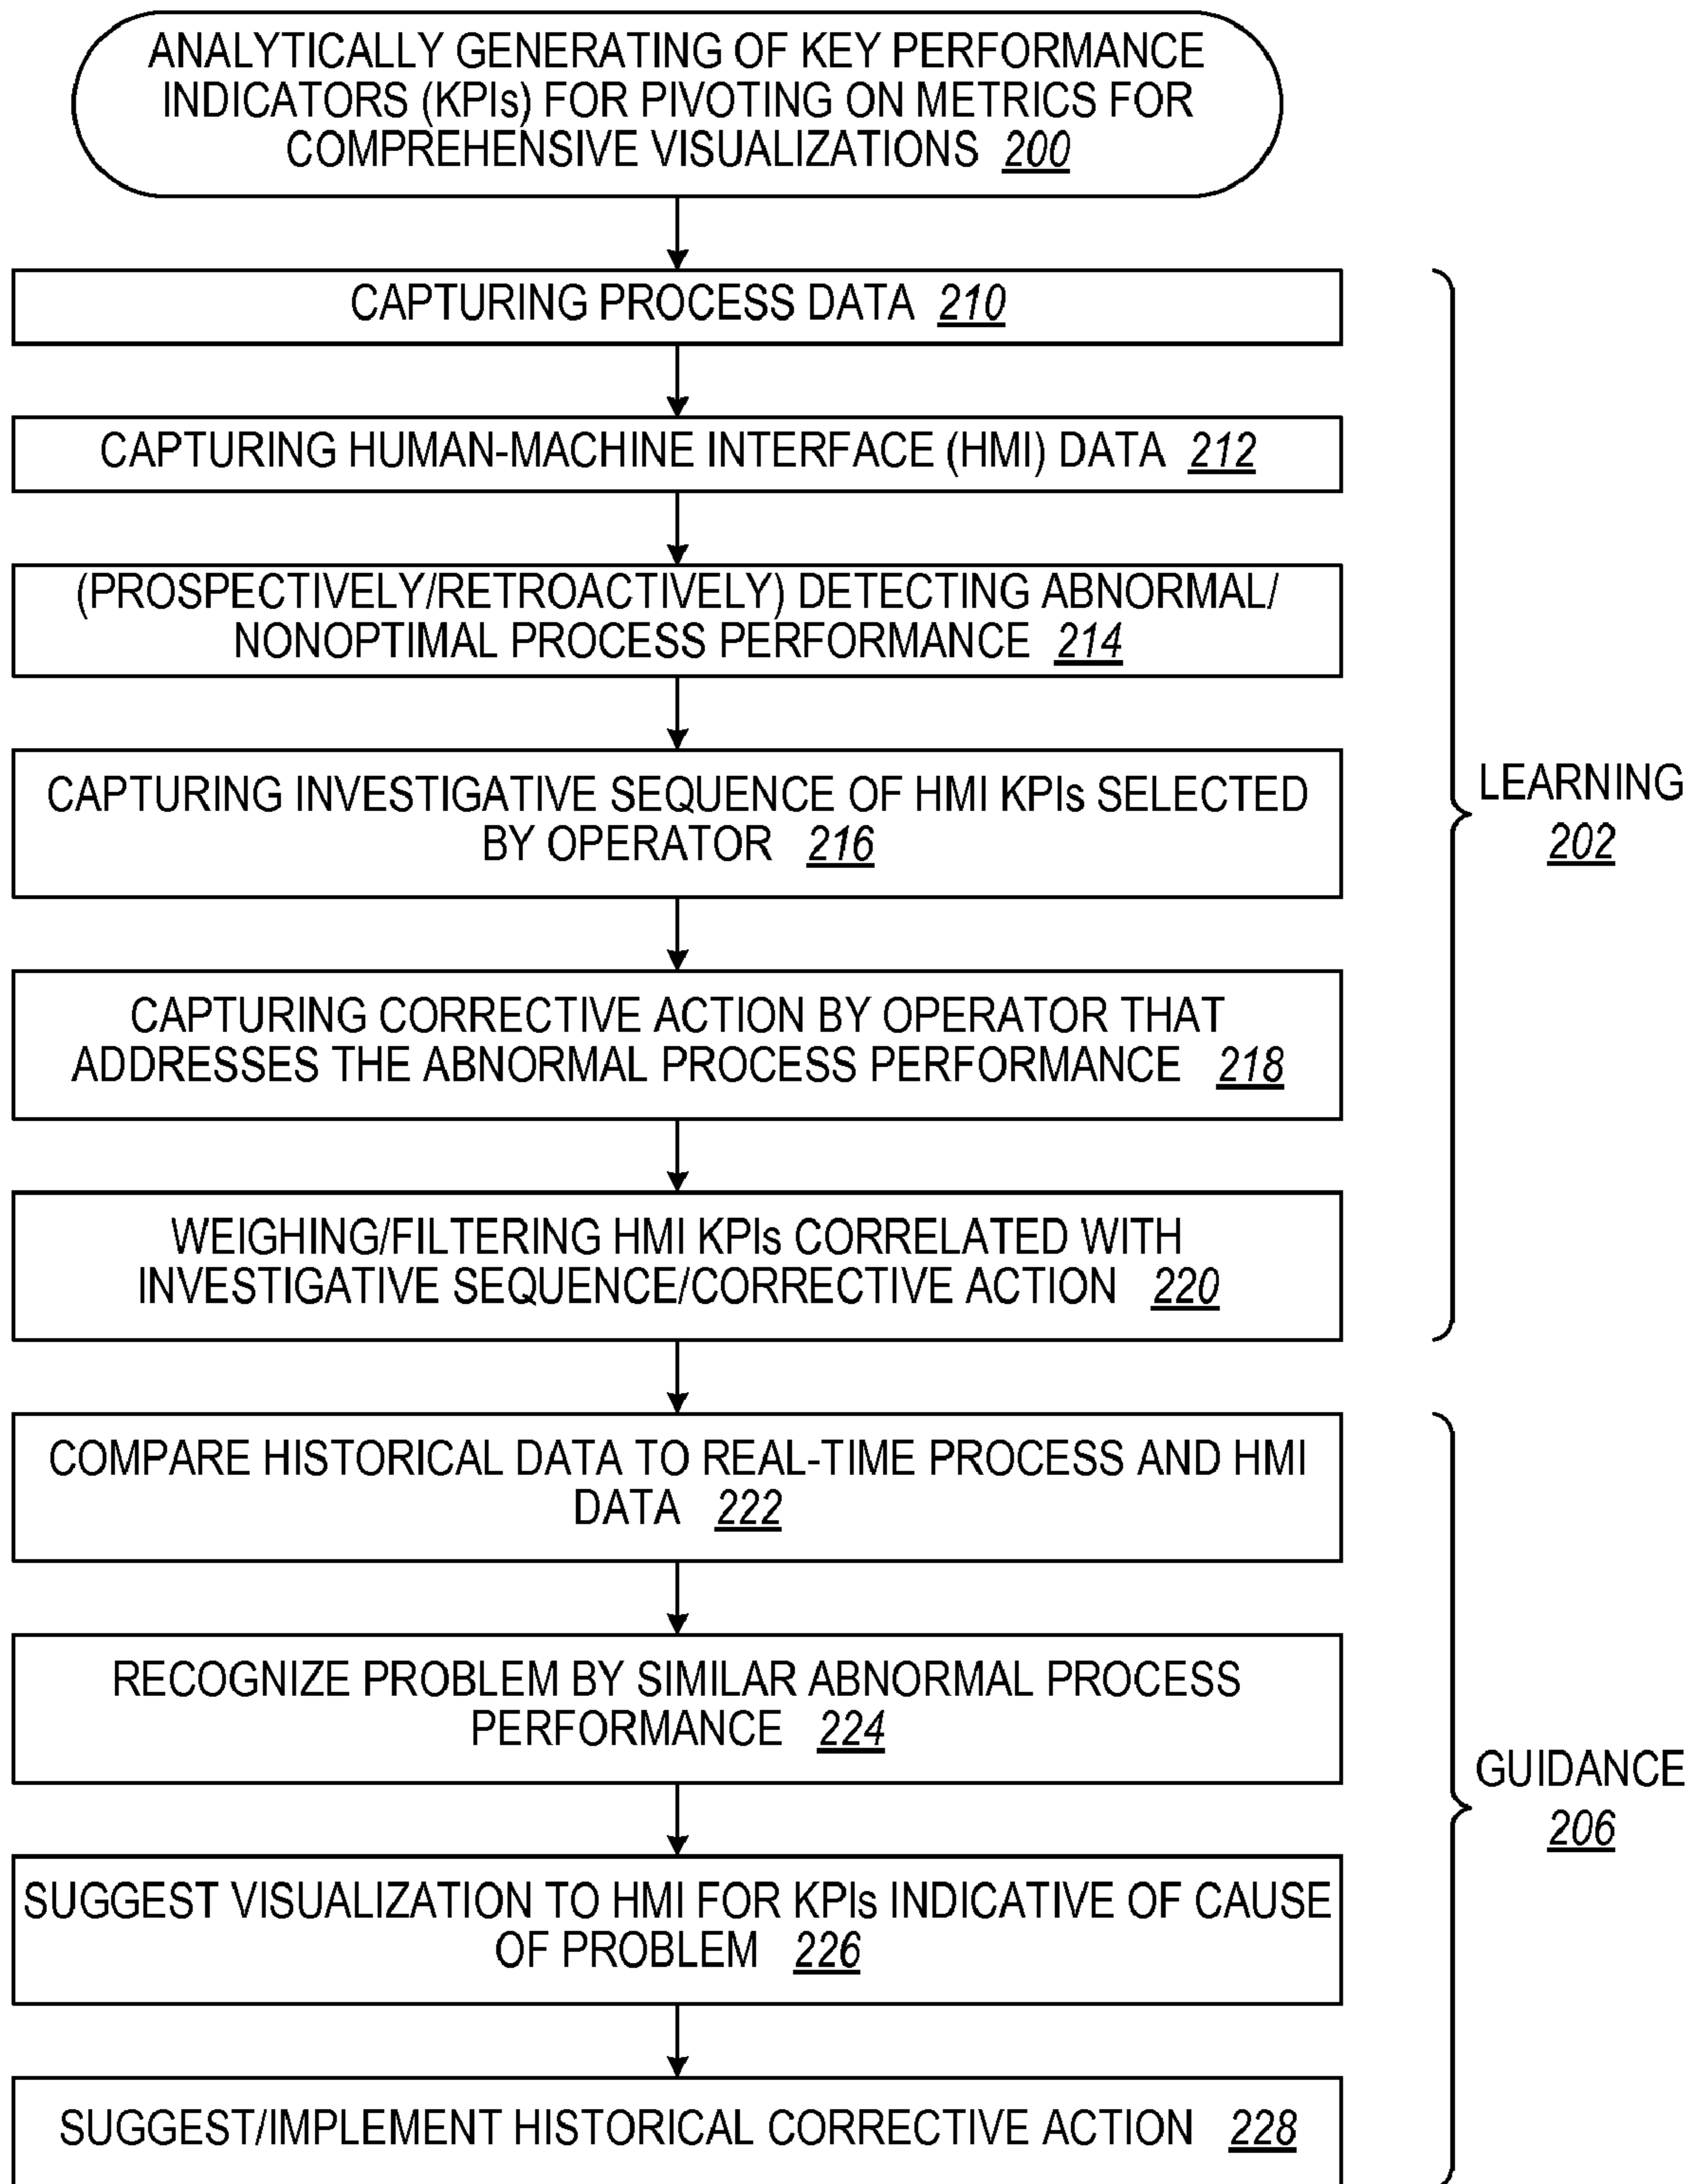 ANALYTICALLY GENERATING OF KEY PERFORMANCE
INDICATORS (KPIs) FOR PIVOTING ON METRICS FOR
COMPREHENSIVE VISUALIZATIONS 200
CAPTURING PROCESS DATA 210
CAPTURING HUMAN-MACHINE INTERFACE (HMI) DATA 212
(PROSPECTIVELY/RETROACTIVELY) DETECTING ABNORMAL/
NONOPTIMAL PROCESS PERFORMANCE 214
CAPTURING INVESTIGATIVE SEQUENCE OF HMI KPIs SELECTED
BY OPERATOR 216
CAPTURING CORRECTIVE ACTION BY OPERATOR THAT
ADDRESSES THE ABNORMAL PROCESS PERFORMANCE 218
WEIGHING/FILTERING HMI KPIs CORRELATED WITH
INVESTIGATIVE SEQUENCE/CORRECTIVE ACTION 220
LEARNING
202
COMPARE HISTORICAL DATA TO REAL-TIME PROCESS AND HMI
DATA 222
RECOGNIZE PROBLEM BY SIMILAR ABNORMAL PROCESS
PERFORMANCE 224
SUGGEST VISUALIZATION TO HMI FOR KPIs INDICATIVE OF CAUSE
OF PROBLEM 226
SUGGEST/IMPLEMENT HISTORICAL CORRECTIVE ACTION 228
GUIDANCE
206